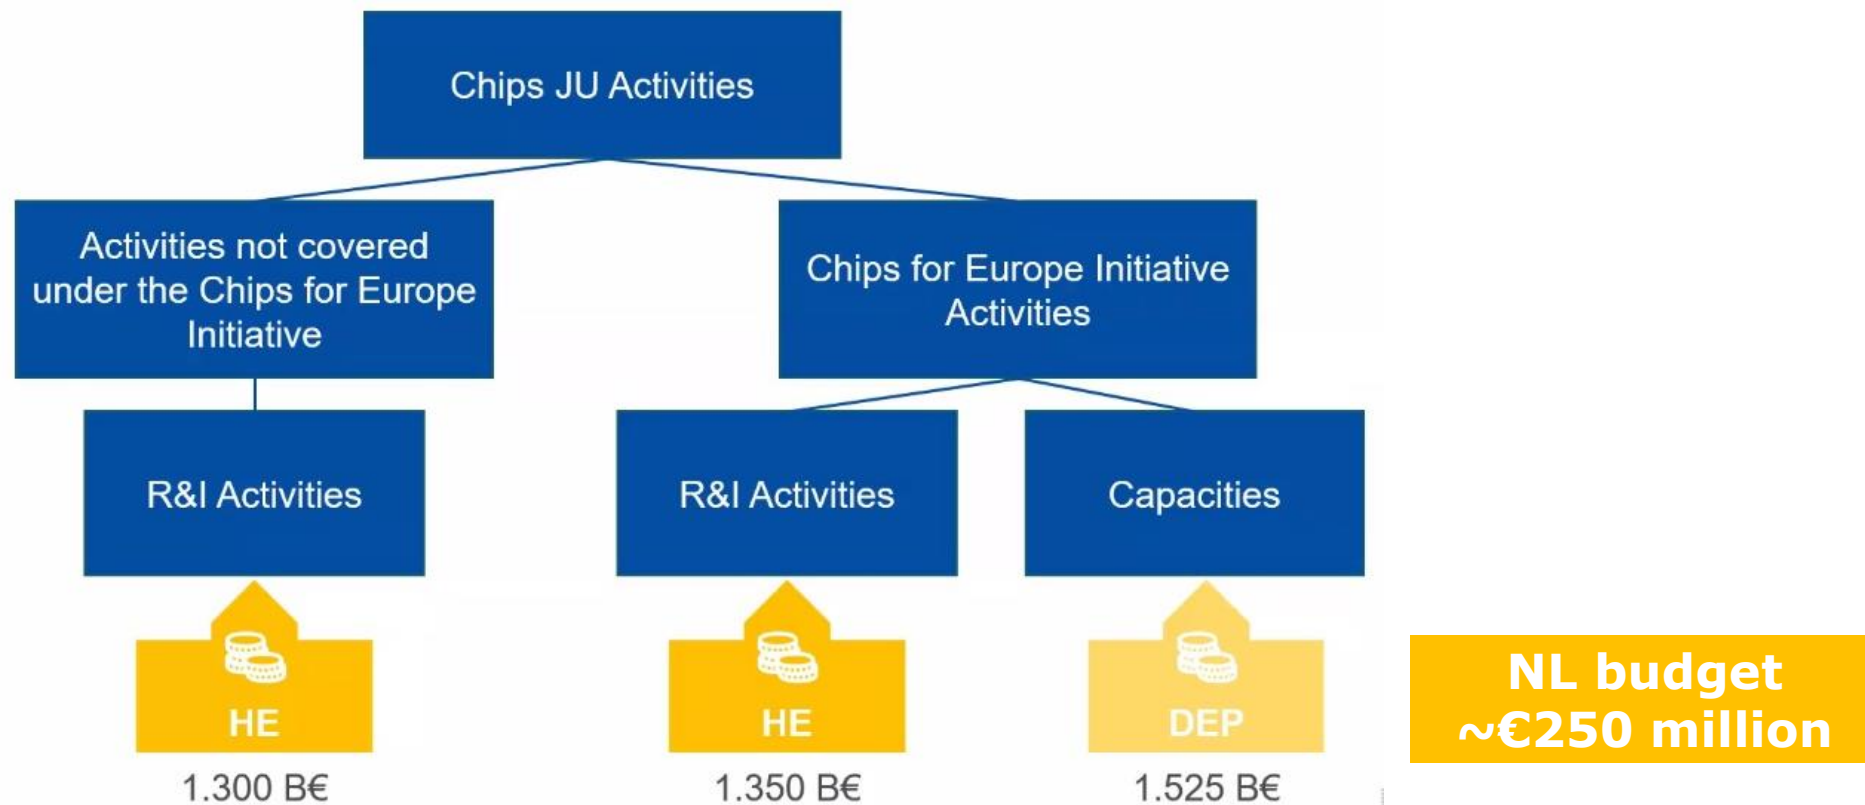 Chips JU Activities
Activities not covered
under the Chips for Europe
Initiative
Chips for Europe Initiative
Activities
R&I Activities
R&I Activities
Capacities
HE
HE
DEP
NL budget
~€250 million
1.300 B€
1.350 B€
1.525 B€